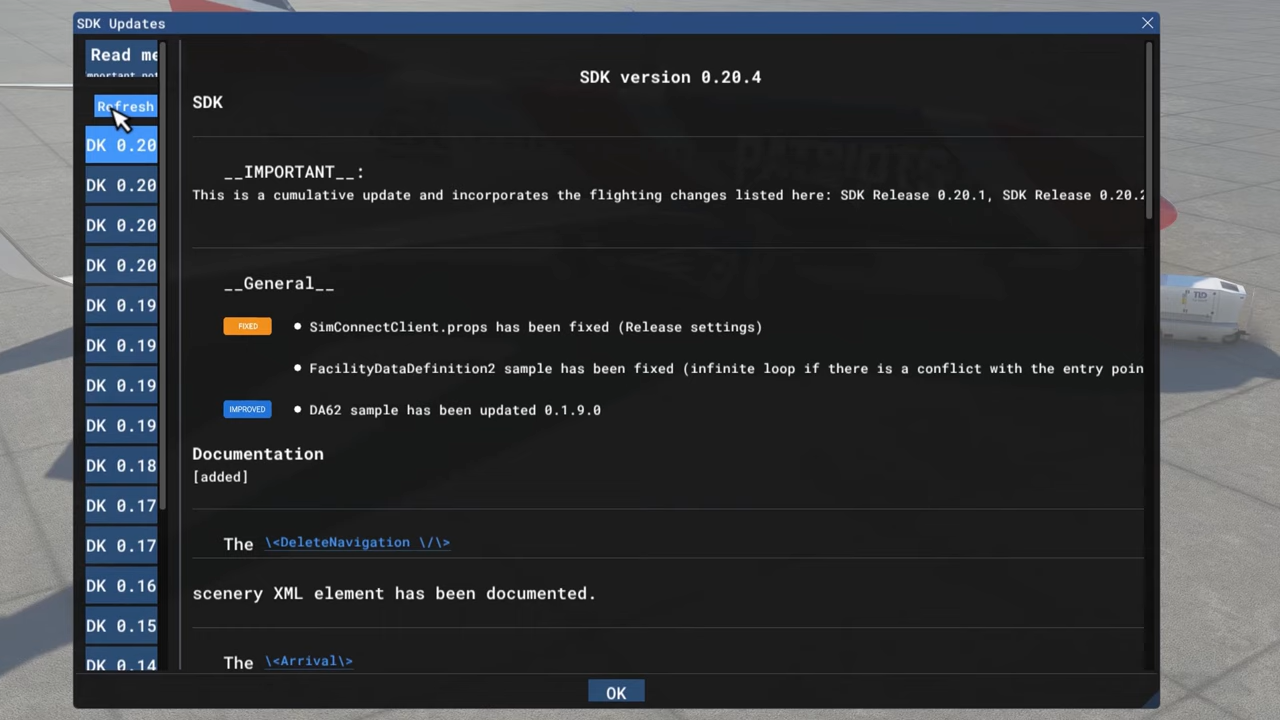 SDK Updates
Read me
mportant not
Refresh
DK 0.20
DK 0.20
DK 0.20
DK 0.20
DK 0.19
DK 0.19
DK 0.19
DK 0.19
DK 0.18
DK 0.17
DK 0.17
DK 0.16
DK 0.15
DK 0.14
SDK version 0.20.4
SDK
__IMPORTANT__:
This is a cumulative update and incorporates the flighting changes listed here: SDK Release 0.20.1, SDK Release 0.20.2
__General__
FIXED
• SimConnectClient.props has been fixed (Release settings)
• FacilityDataDefinition2 sample has been fixed (infinite loop if there is a conflict with the entry poin
IMPROVED
• DA62 sample has been updated 0.1.9.0
Documentation
[added]
The \<DeleteNavigation \/\>
scenery XML element has been documented.
The \<Arrival\>
OK
PATRIOTS
TLD